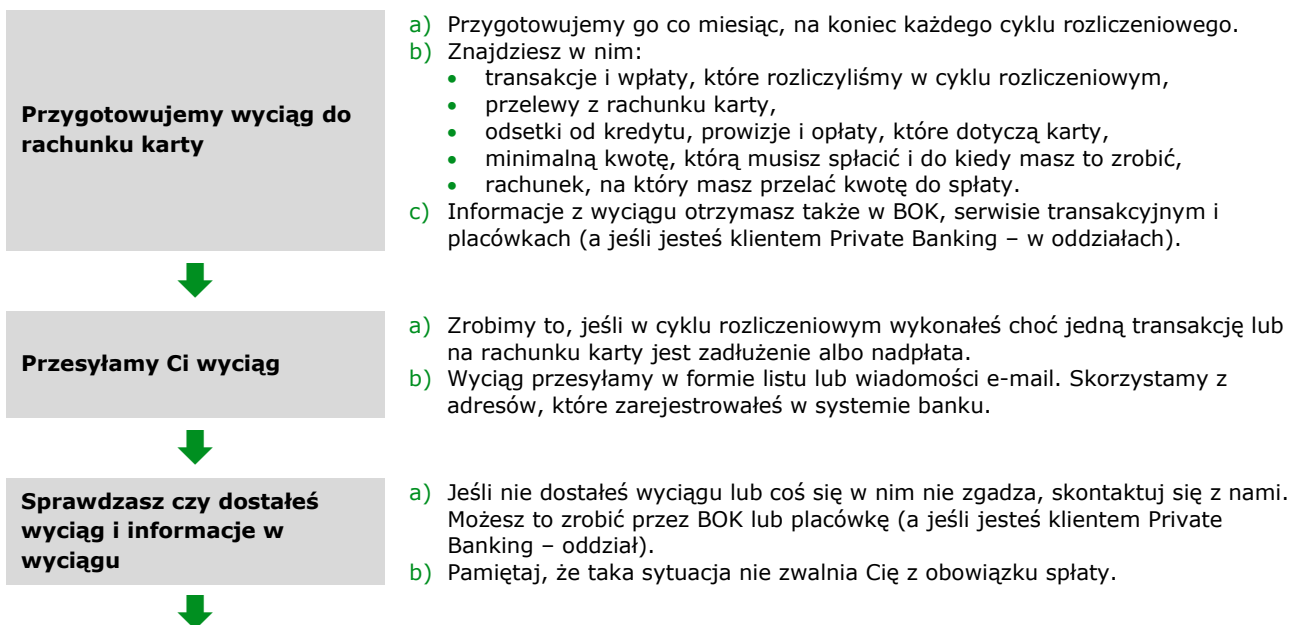 Przygotowujemy wyciąg do
rachunku karty
a) Przygotowujemy go co miesiąc, na koniec każdego cyklu rozliczeniowego.
b) Znajdziesz w nim:
• transakcje i wpłaty, które rozliczyliśmy w cyklu rozliczeniowym,
• przelewy z rachunku karty,
• odsetki od kredytu, prowizje i opłaty, które dotyczą karty,
• minimalną kwotę, którą musisz spłacić i do kiedy masz to zrobić,
• rachunek, na który masz przelać kwotę do spłaty.
c) Informacje z wyciągu otrzymasz także w BOK, serwisie transakcyjnym i
placówkach (a jeśli jesteś klientem Private Banking – w oddziałach).
Przesyłamy Ci wyciąg
a) Zrobimy to, jeśli w cyklu rozliczeniowym wykonałeś choć jedną transakcję lub
na rachunku karty jest zadłużenie albo nadpłata.
b) Wyciąg przesyłamy w formie listu lub wiadomości e-mail. Skorzystamy z
adresów, które zarejestrowałeś w systemie banku.
Sprawdzasz czy dostałeś
wyciąg i informacje w
wyciągu
a) Jeśli nie dostałeś wyciągu lub coś się w nim nie zgadza, skontaktuj się z nami.
Możesz to zrobić przez BOK lub placówkę (a jeśli jesteś klientem Private
Banking – oddział).
b) Pamiętaj, że taka sytuacja nie zwalnia Cię z obowiązku spłaty.